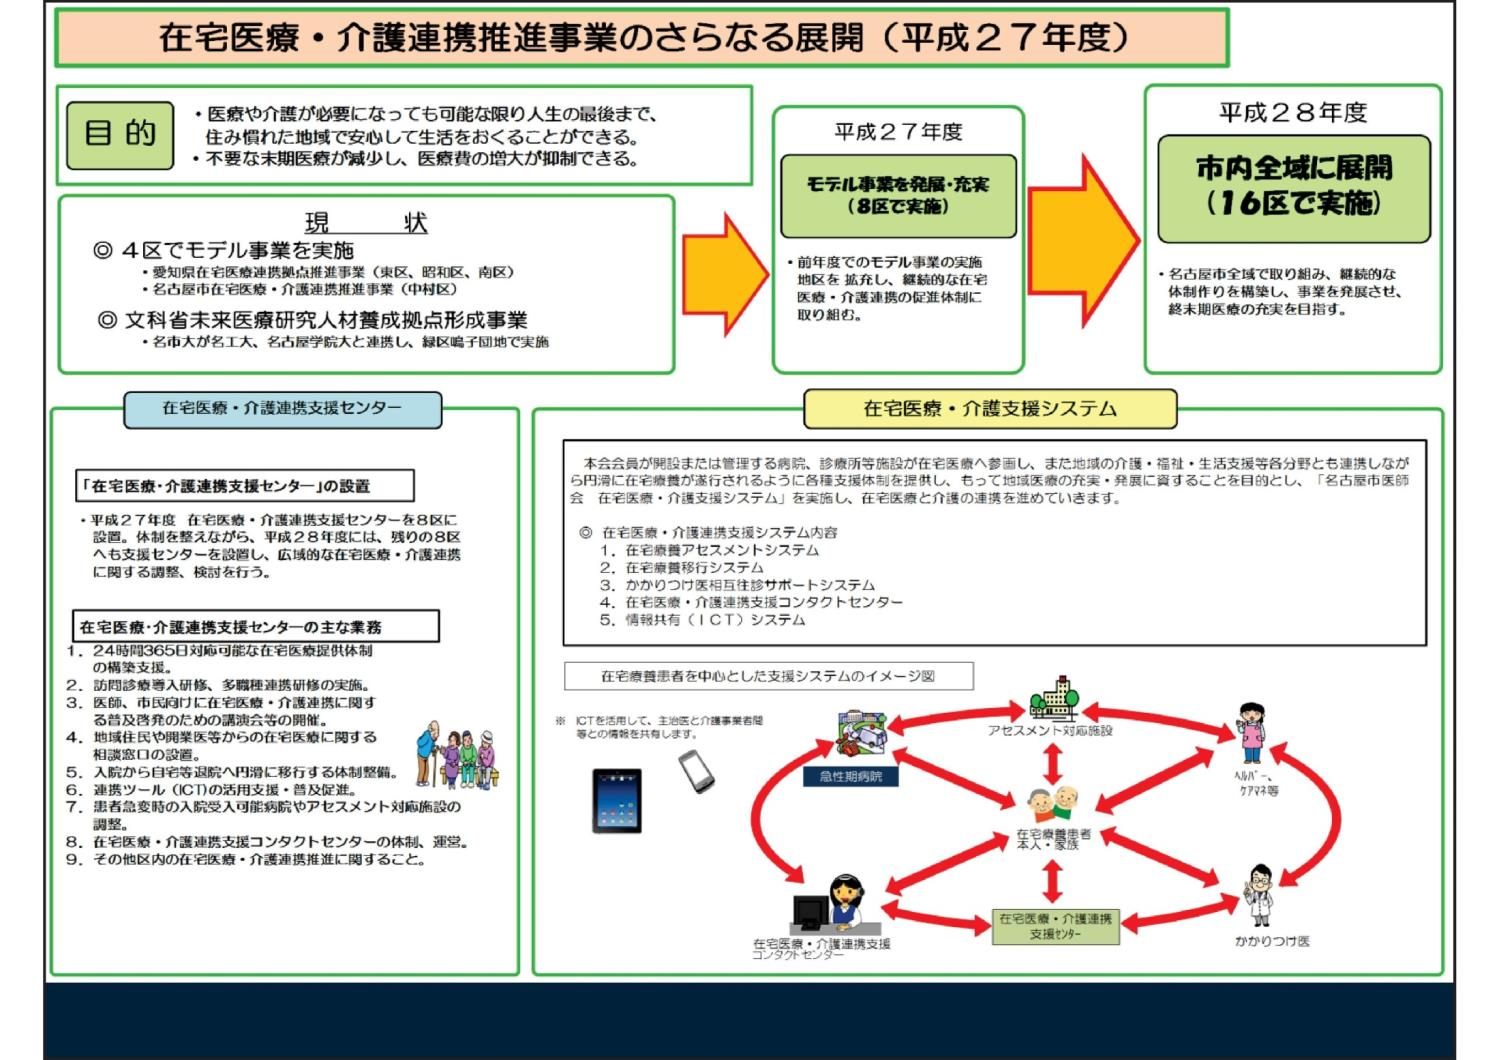 在宅医療・介護連携推進事業のさらなる展開（平成２７年度）
目 的
・医療や介護が必要になっても可能な限り人生の最後まで、
住み慣れた地域で安心して生活をおくることができる。
・不要な末期医療が減少し、医療費の増大が抑制できる。
現　　状
◎ ４区でモデル事業を実施
・愛知県在宅医療連携拠点推進事業（東区、昭和区、南区）
・名古屋市在宅医療・介護連携推進事業（中村区）
◎ 文科省未来医療研究人材養成拠点形成事業
・名市大が名工大、名古屋学院大と連携し、緑区鳴子団地で実施
平成２７年度
モデル事業を発展・充実
（8区で実施）
・前年度でのモデル事業の実施
地区を 拡充し、継続的な在宅
医療・介護連携の促進体制に
取り組む。
平成２８年度
市内全域に展開
（16区で実施）
・名古屋市全域で取り組み、継続的な
体制作りを構築し、事業を発展させ、
終末期医療の充実を目指す。
在宅医療・介護連携支援センター
「在宅医療・介護連携支援センター」の設置
・平成２７年度　在宅医療・介護連携支援センターを８区に
設置。体制を整えながら、平成２８年度には、残りの８区
へも支援センターを設置し、広域的な在宅医療・介護連携
に関する調整、検討を行う。
在宅医療・介護連携支援センターの主な業務
１．24時間365日対応可能な在宅医療提供体制
の構築支援。
２．訪問診療導入研修、多職種連携研修の実施。
３．医師、市民向けに在宅医療・介護連携に関す
る普及啓発のための講演会等の開催。
４．地域住民や開業医等からの在宅医療に関する
相談窓口の設置。
５．入院から自宅等退院へ円滑に移行する体制整備。
６．連携ツール（ICT)の活用支援・普及促進。
７．患者急変時の入院受入可能病院やアセスメント対応施設の
調整。
８．在宅医療・介護連携支援コンタクトセンターの体制、運営。
９．その他区内の在宅医療・介護連携推進に関すること。
在宅医療・介護支援システム
本会会員が開設または管理する病院、診療所等施設が在宅医療へ参画し、また地域の介護・福祉・生活支援等各分野とも連携しなが
ら円滑に在宅療養が遂行されるように各種支援体制を提供し、もって地域医療の充実・発展に資することを目的とし、「名古屋市医師
会　在宅医療・介護支援システム」を実施し、在宅医療と介護の連携を進めていきます。
◎ 在宅医療・介護連携支援システム内容
１．在宅療養アセスメントシステム
２．在宅療養移行システム
３．かかりつけ医相互往診サポートシステム
４．在宅医療・介護連携支援コンタクトセンター
５．情報共有（ＩＣＴ）システム
在宅療養患者を中心とした支援システムのイメージ図
※ ICTを活用して、主治医と介護事業者間
等との情報を共有します。
急性期病院
アセスメント対応施設
ﾍﾙﾊﾟｰ、
ｹｱﾏﾈ等
在宅療養患者
本人・家族
在宅医療・介護連携支援
コンタクトセンター
在宅医療・介護連携
支援ｾﾝﾀｰ
かかりつけ医